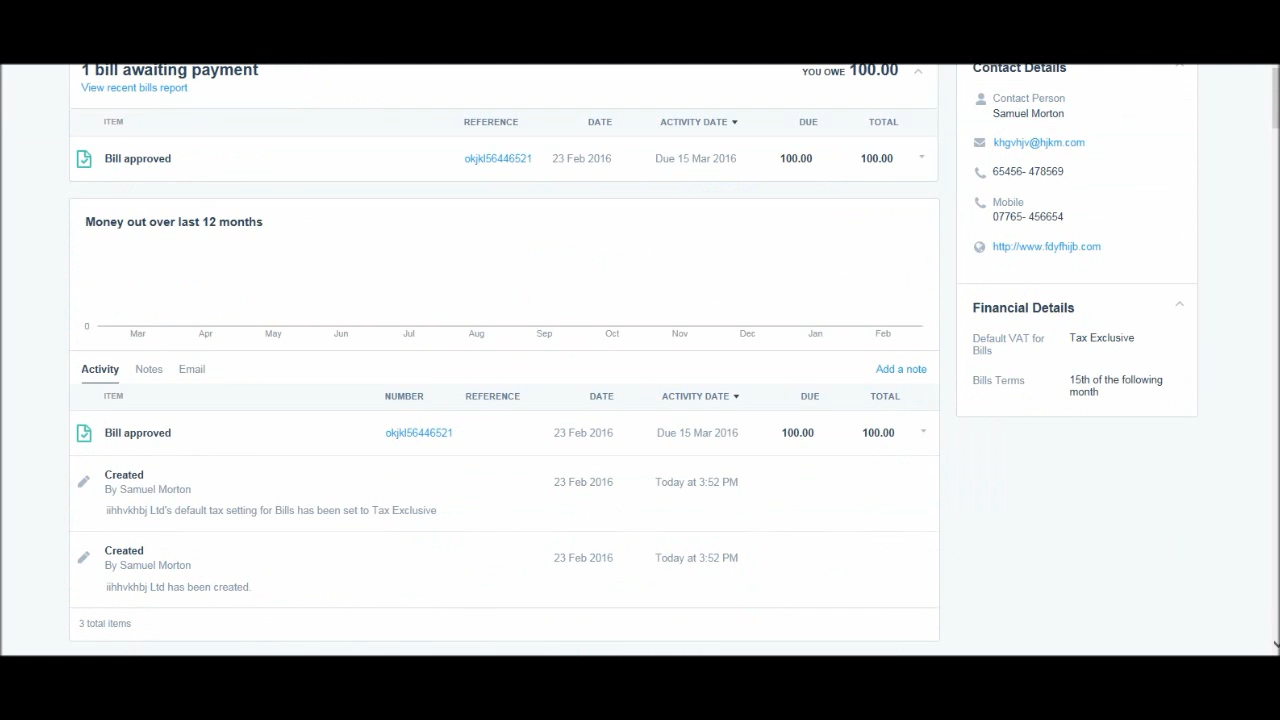 1 bill awaiting payment
YOU OWE 100.00
View recent bills report
ITEM REFERENCE DATE ACTIVITY DATE DUE TOTAL
Bill approved okjkl56446521 23 Feb 2016 Due 15 Mar 2016 100.00 100.00
Money out over last 12 months
0
Mar Apr May Jun Jul Aug Sep Oct Nov Dec Jan Feb
Activity Notes Email Add a note
ITEM NUMBER REFERENCE DATE ACTIVITY DATE DUE TOTAL
Bill approved okjkl56446521 23 Feb 2016 Due 15 Mar 2016 100.00 100.00
Created
By Samuel Morton 23 Feb 2016 Today at 3:52 PM
iihhvkhbj Ltd's default tax setting for Bills has been set to Tax Exclusive
Created
By Samuel Morton 23 Feb 2016 Today at 3:52 PM
iihhvkhbj Ltd has been created.
3 total items
Contact Details
Contact Person
Samuel Morton
khgvhjv@hjkm.com
65456- 478569
Mobile
07765- 456654
http://www.fdyfhijb.com
Financial Details
Default VAT for Tax Exclusive
Bills
Bills Terms 15th of the following
month